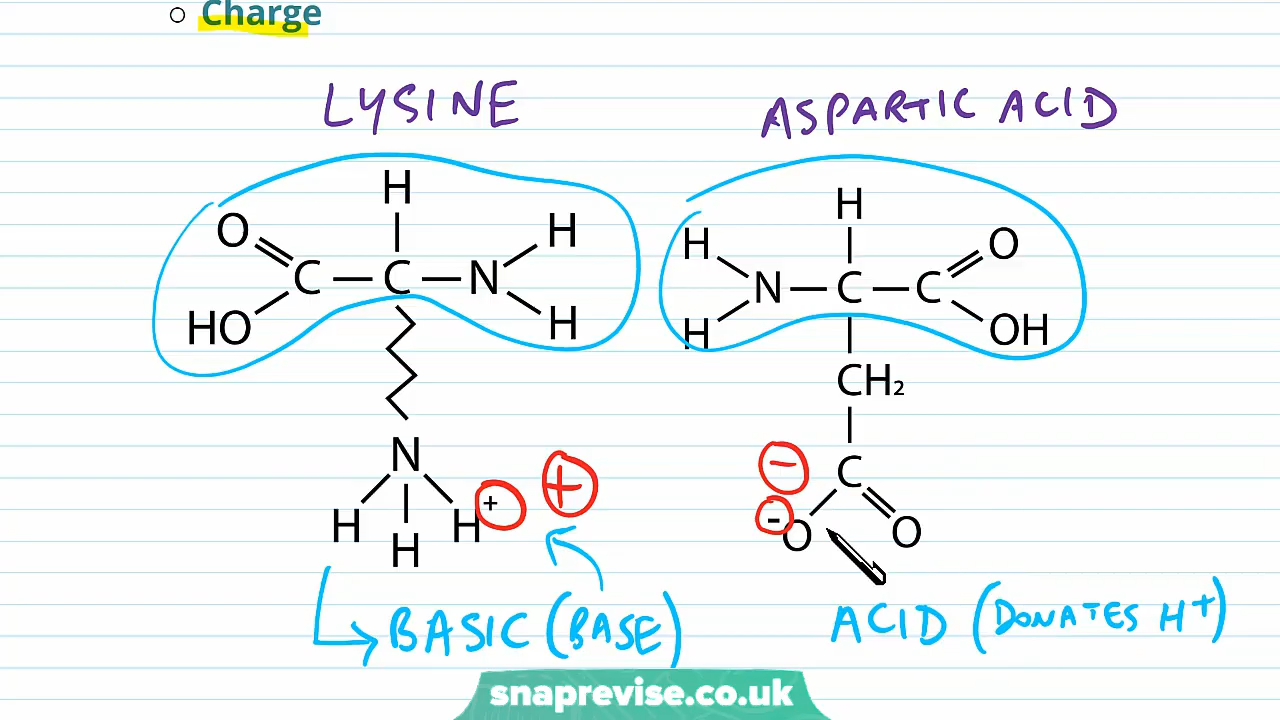 Charge
LYSINE
ASPARTIC ACID
H
O
C
C
N
H
HO
H
N
H
H
H
+
+
BASIC (BASE)
H
H
N
C
C
O
H
OH
CH₂
−
C
-O
O
ACID (DONATES H+)
snaprevise.co.uk